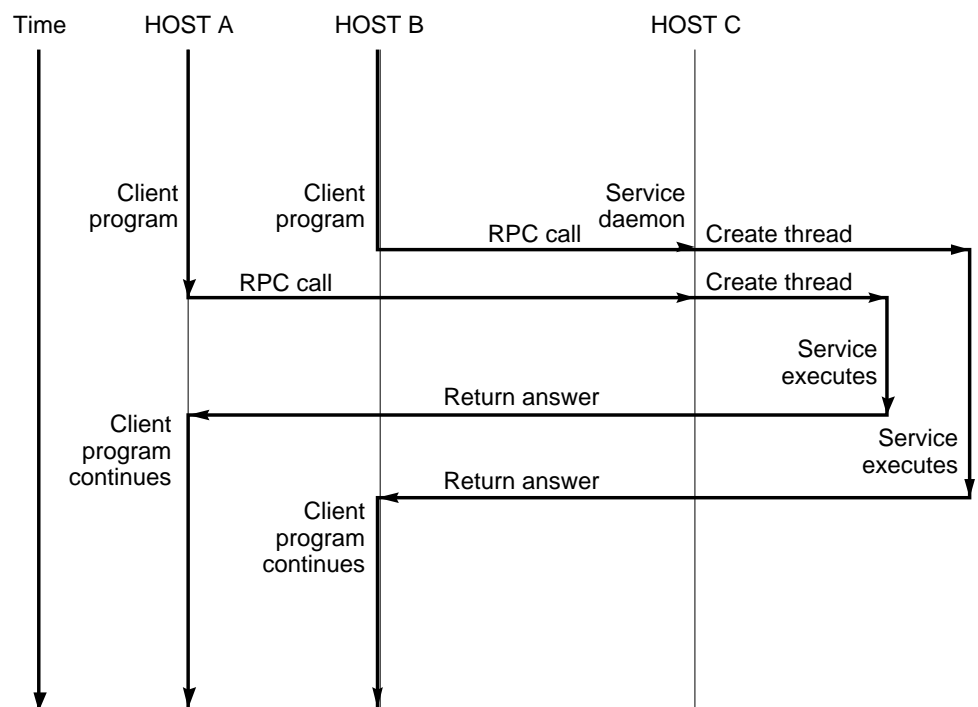 Time
HOST A
HOST B
HOST C
Client
program
Client
program
Service
daemon
RPC call
Create thread
RPC call
Create thread
Service
executes
Return answer
Client
program
continues
Service
executes
Return answer
Client
program
continues